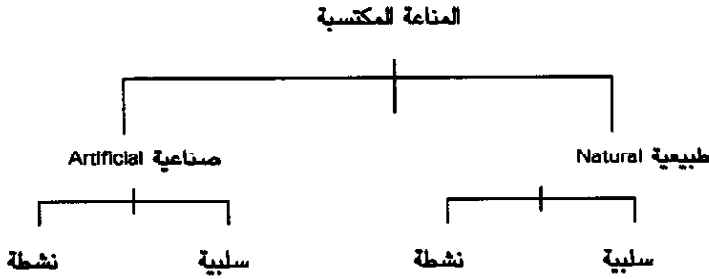 المناعة المكتسبة
طبيعية Natural
صناعية Artificial
سلبية
نشطة
سلبية
نشطة